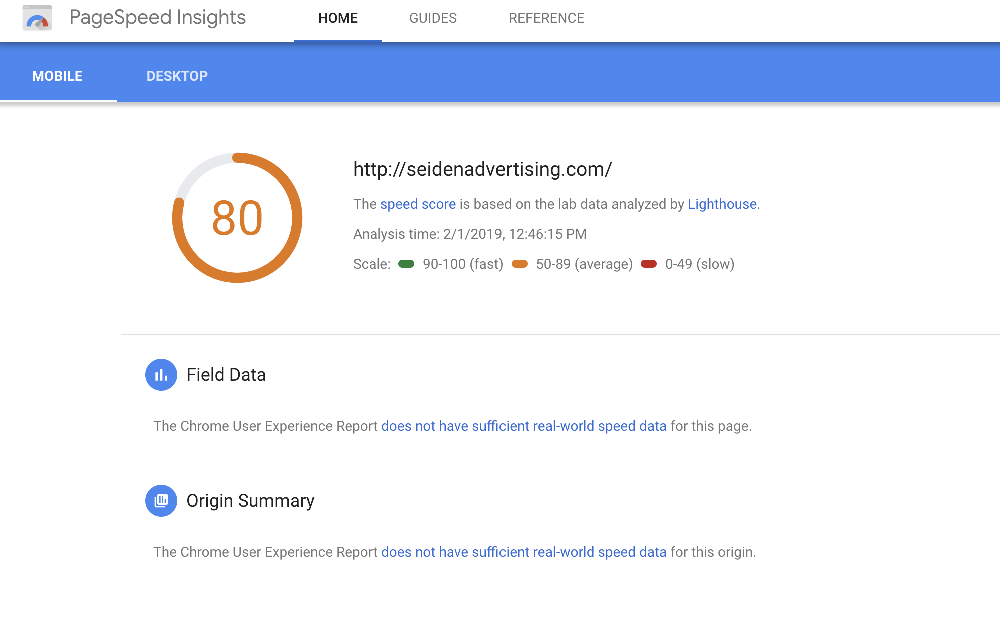 PageSpeed Insights HOME GUIDES REFERENCE
MOBILE DESKTOP
80
http://seidenadvertising.com/
The speed score is based on the lab data analyzed by Lighthouse.
Analysis time: 2/1/2019, 12:46:15 PM
Scale: 90-100 (fast) 50-89 (average) 0-49 (slow)
Field Data
The Chrome User Experience Report does not have sufficient real-world speed data for this page.
Origin Summary
The Chrome User Experience Report does not have sufficient real-world speed data for this origin.